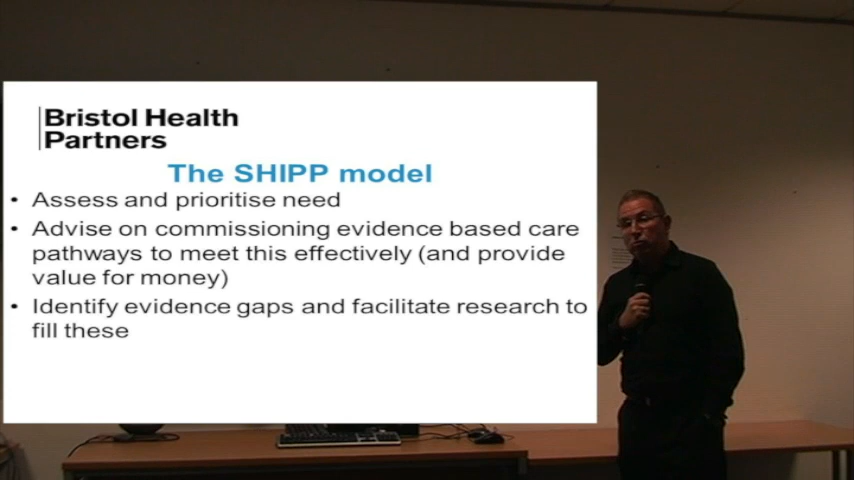 Bristol Health
Partners
The SHIPP model
• Assess and prioritise need
• Advise on commissioning evidence based care
pathways to meet this effectively (and provide
value for money)
• Identify evidence gaps and facilitate research to
fill these